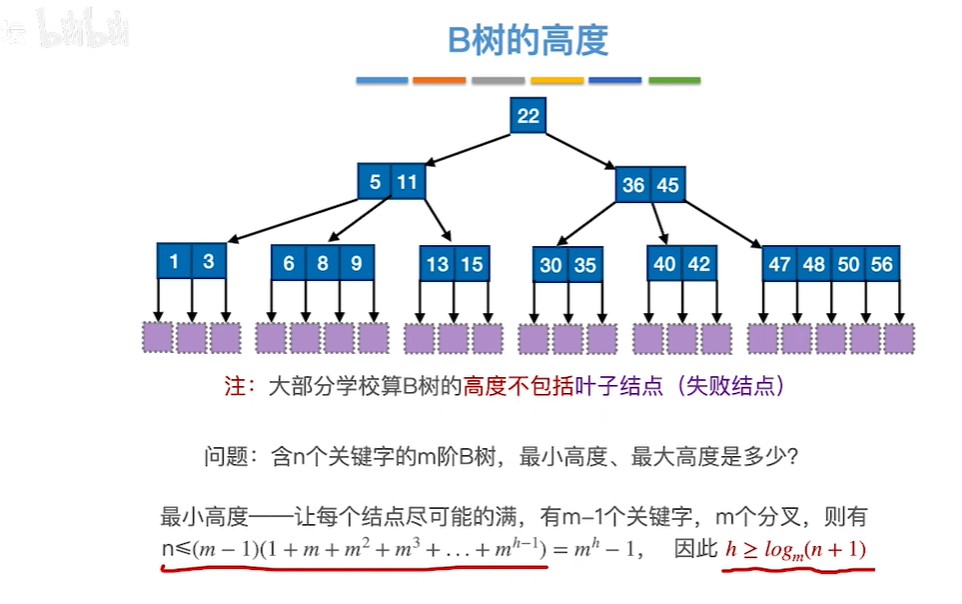 bilibili
B树的高度
22
5 11
36 45
1 3
6 8 9
13 15
30 35
40 42
47 48 50 56
注：大部分学校算B树的高度不包括叶子结点（失败结点）
问题：含n个关键字的m阶B树，最小高度、最大高度是多少？
最小高度——让每个结点尽可能的满，有m−1个关键字，m个分叉，则有
n≤(m − 1)(1 + m + m² + m³ + … + mʰ⁻¹) = mʰ − 1， 因此 h ≥ logₘ(n + 1)